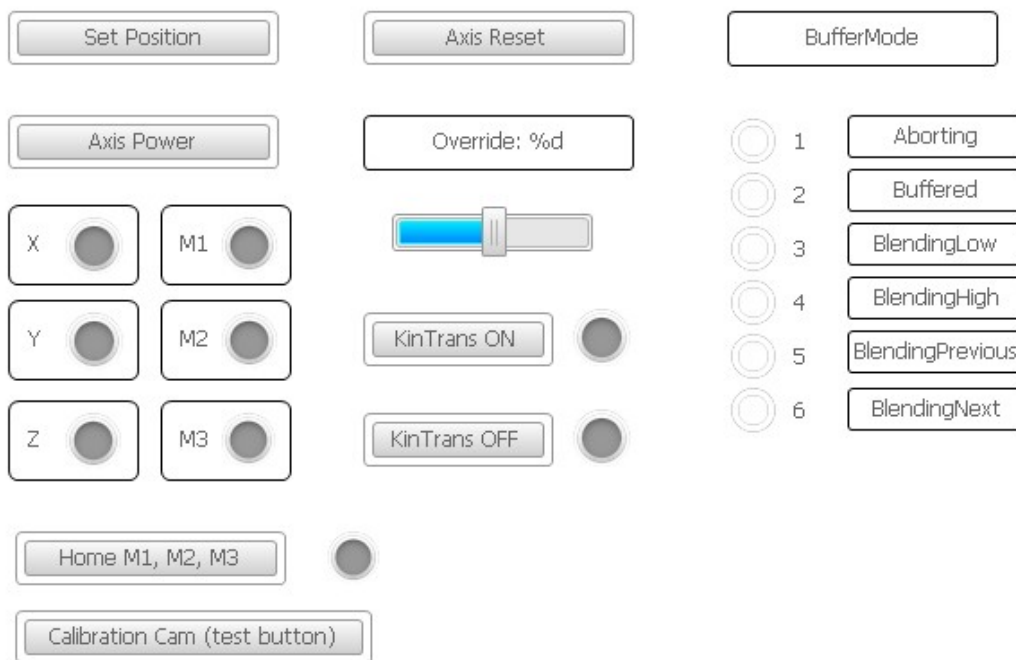 Set Position
Axis Reset
BufferMode
Axis Power
Override: %d
1 Aborting
2 Buffered
3 BlendingLow
4 BlendingHigh
5 BlendingPrevious
6 BlendingNext
X
M1
Y
M2
Z
M3
KinTrans ON
KinTrans OFF
Home M1, M2, M3
Calibration Cam (test button)